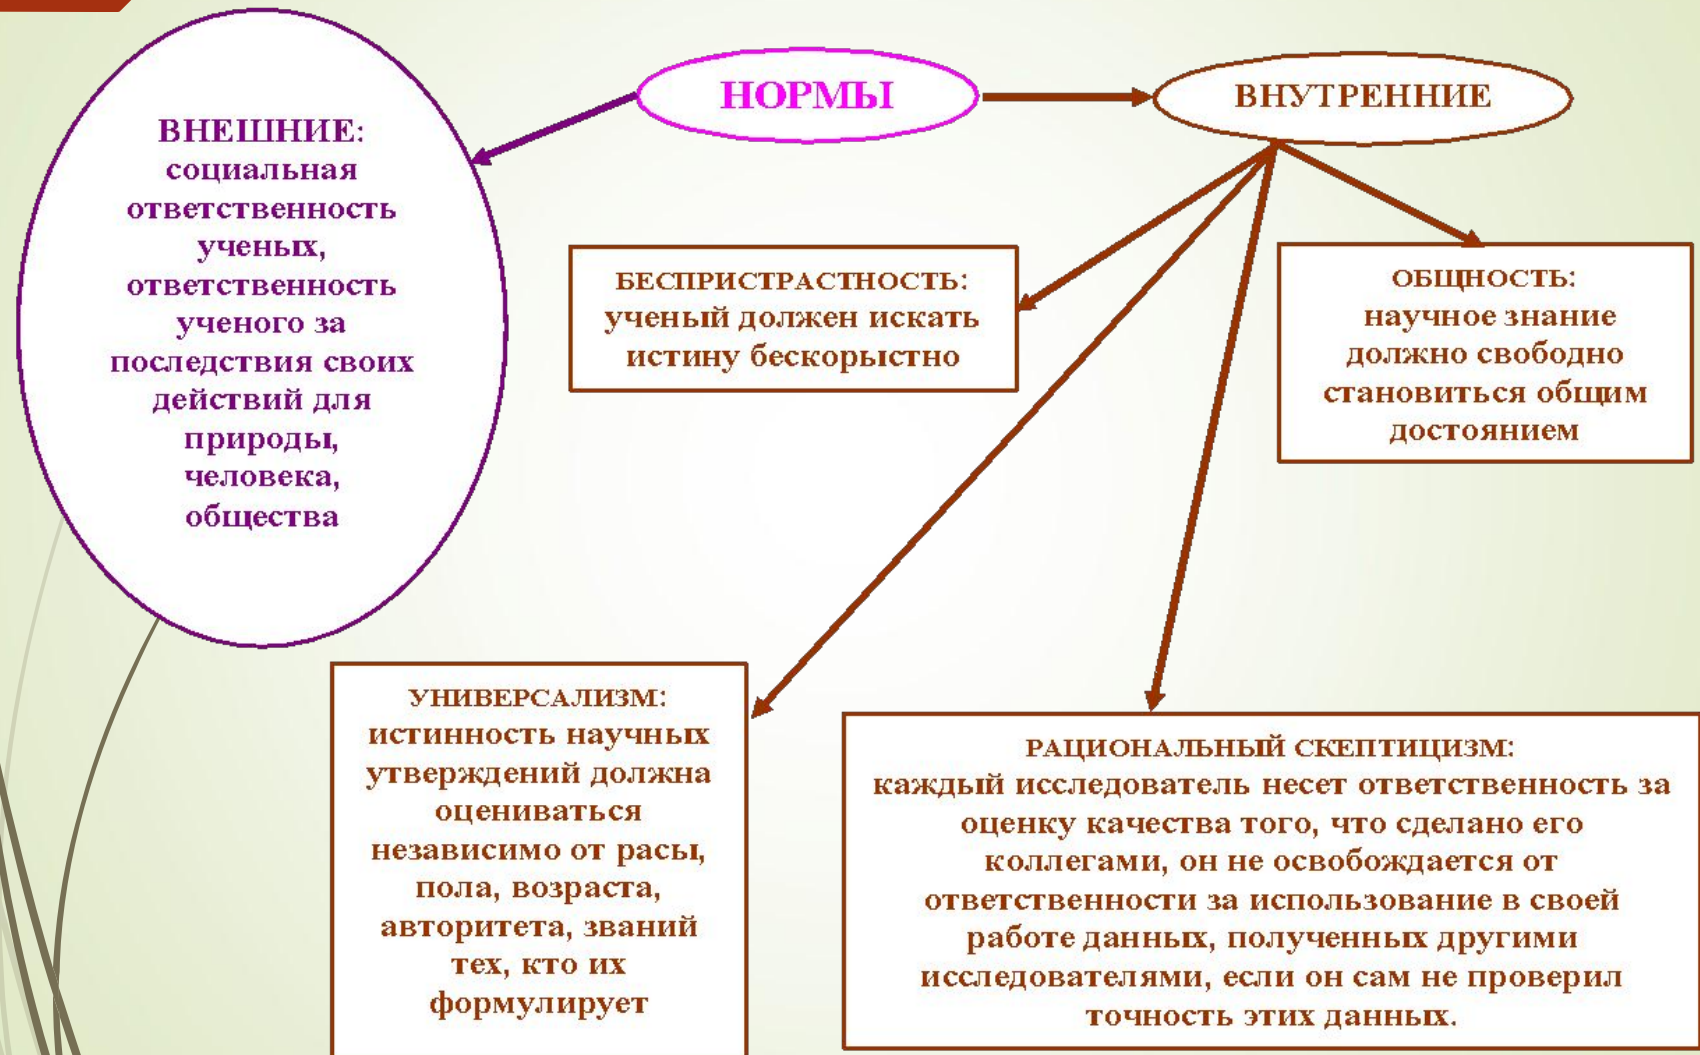 НОРМЫ
ВНУТРЕННИЕ
ВНЕШНИЕ:
социальная
ответственность
ученых,
ответственность
ученого за
последствия своих
действий для
природы,
человека,
общества
БЕСПРИСТРАСТНОСТЬ:
ученый должен искать
истину бескорыстно
ОБЩНОСТЬ:
научное знание
должно свободно
становиться общим
достоянием
УНИВЕРСАЛИЗМ:
истинность научных
утверждений должна
оцениваться
независимо от расы,
пола, возраста,
авторитета, званий
тех, кто их
формулирует
РАЦИОНАЛЬНЫЙ СКЕПТИЦИЗМ:
каждый исследователь несет ответственность за
оценку качества того, что сделано его
коллегами, он не освобождается от
ответственности за использование в своей
работе данных, полученных другими
исследователями, если он сам не проверил
точность этих данных.